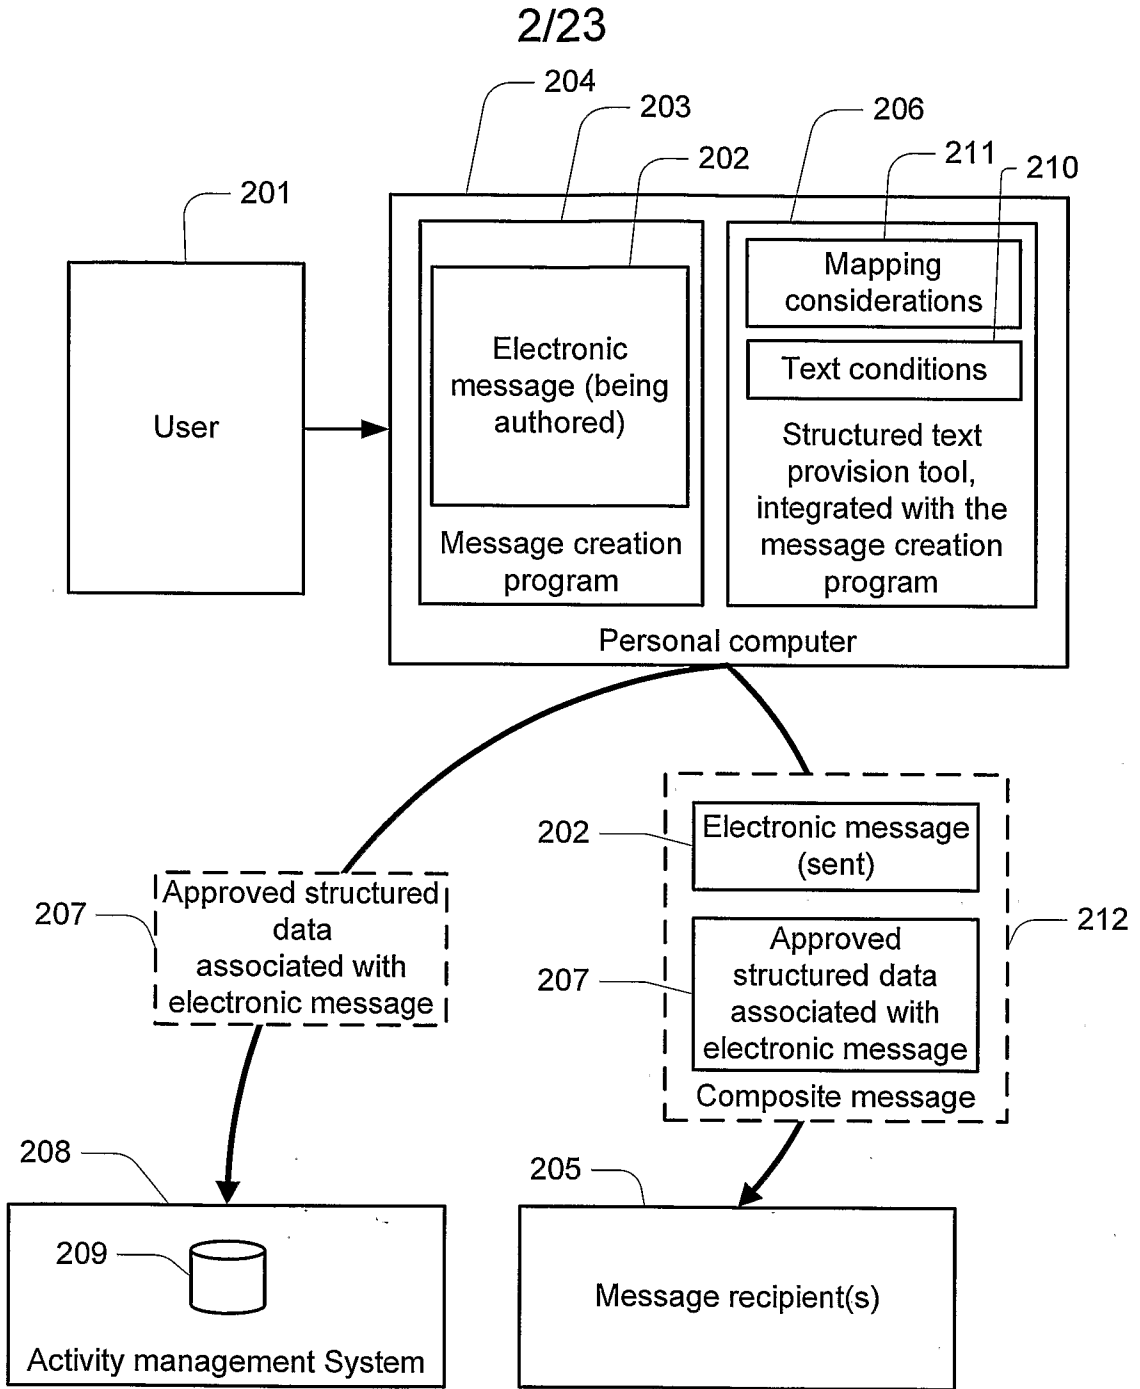 2/23
204
203
206
202
211
210
201
Mapping
considerations
Text conditions
Electronic
message (being
authored)
User
Structured text
provision tool,
integrated with the
message creation
program
Message creation
program
Personal computer
202
Electronic message
(sent)
207
Approved structured
data
associated with
electronic message
212
207
Approved
structured data
associated with
electronic message
Composite message
208
205
209
Message recipient(s)
Activity management System